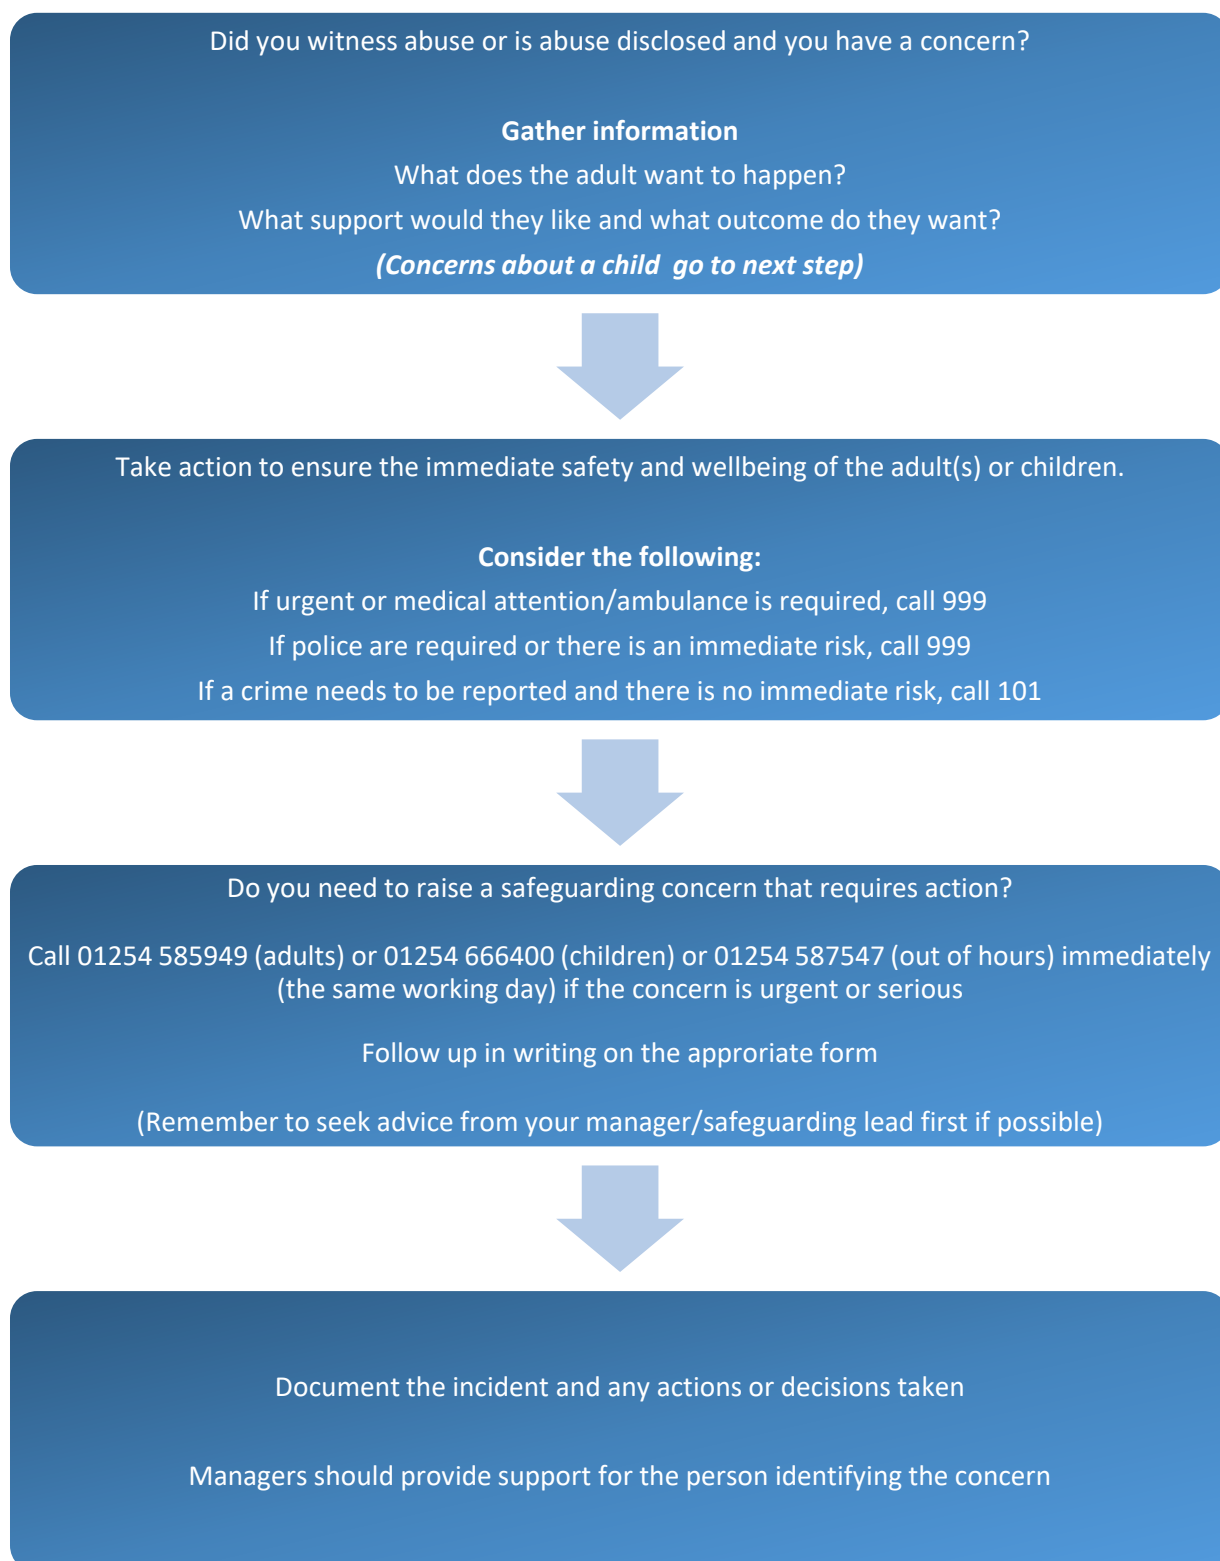 Did you witness abuse or is abuse disclosed and you have a concern?
Gather information
What does the adult want to happen?
What support would they like and what outcome do they want?
(Concerns about a child  go to next step)
Take action to ensure the immediate safety and wellbeing of the adult(s) or children.
Consider the following:
If urgent or medical attention/ambulance is required, call 999
If police are required or there is an immediate risk, call 999
If a crime needs to be reported and there is no immediate risk, call 101
Do you need to raise a safeguarding concern that requires action?
Call 01254 585949 (adults) or 01254 666400 (children) or 01254 587547 (out of hours) immediately
(the same working day) if the concern is urgent or serious
Follow up in writing on the approriate form
(Remember to seek advice from your manager/safeguarding lead first if possible)
Document the incident and any actions or decisions taken
Managers should provide support for the person identifying the concern